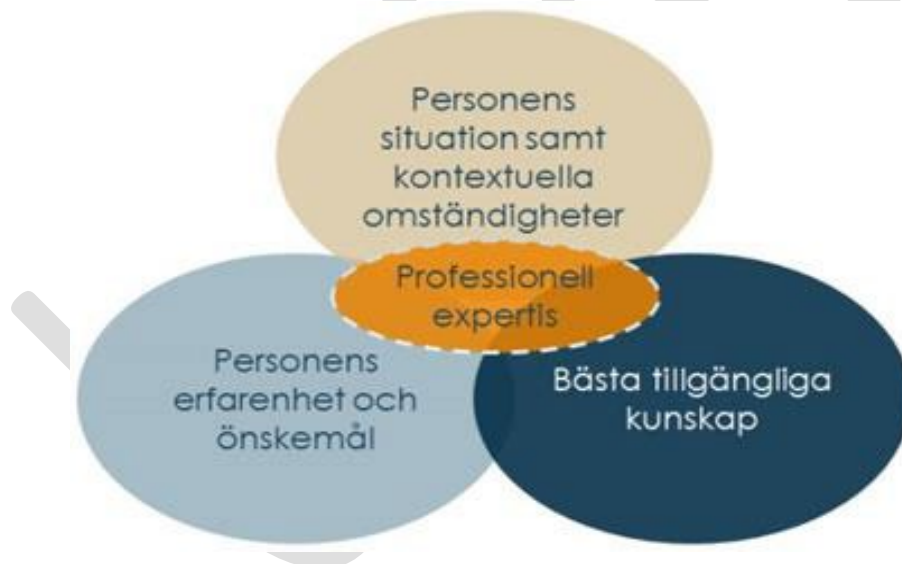 Personens
situation samt
kontextuella
omständigheter
Professionell
expertis
Personens
erfarenhet och
önskemål
Bästa tillgängliga
kunskap